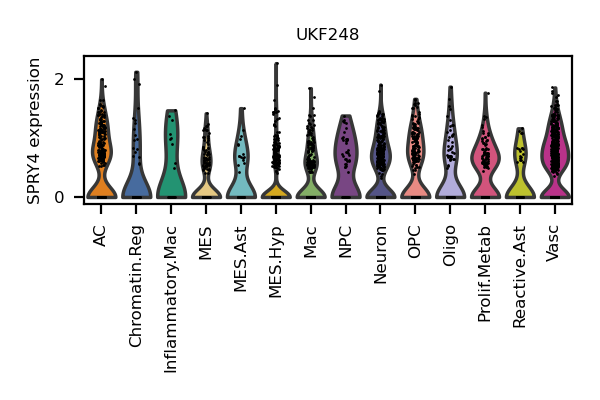 UKF248
SPRY4 expression
2
0
AC
Chromatin.Reg
Inflammatory.Mac
MES
MES.Ast
MES.Hyp
Mac
NPC
Neuron
OPC
Oligo
Prolif.Metab
Reactive.Ast
Vasc